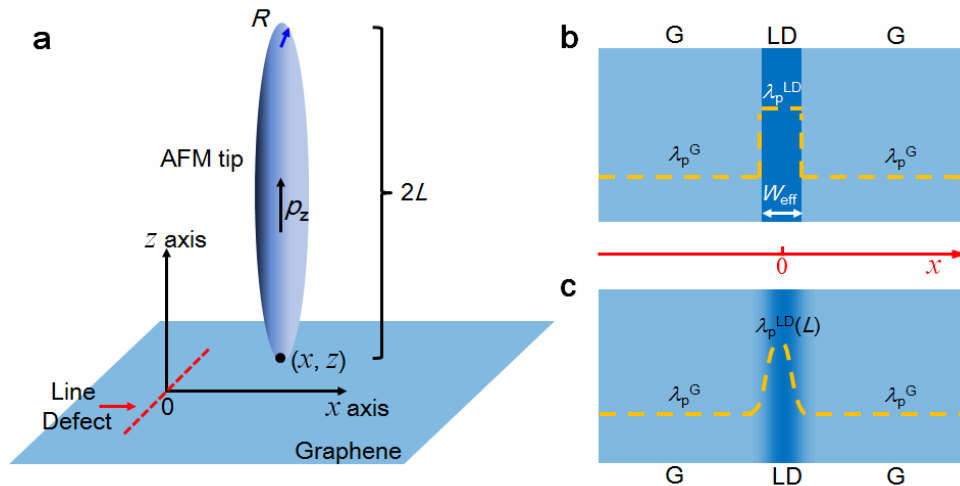 a
R
AFM tip
2L
p_z
z axis
(x, z)
Line
Defect
0
x axis
Graphene
b
G LD G
λ_p^LD
λ_p^G λ_p^G
W_eff
0 x
c
λ_p^LD(L)
λ_p^G λ_p^G
G LD G